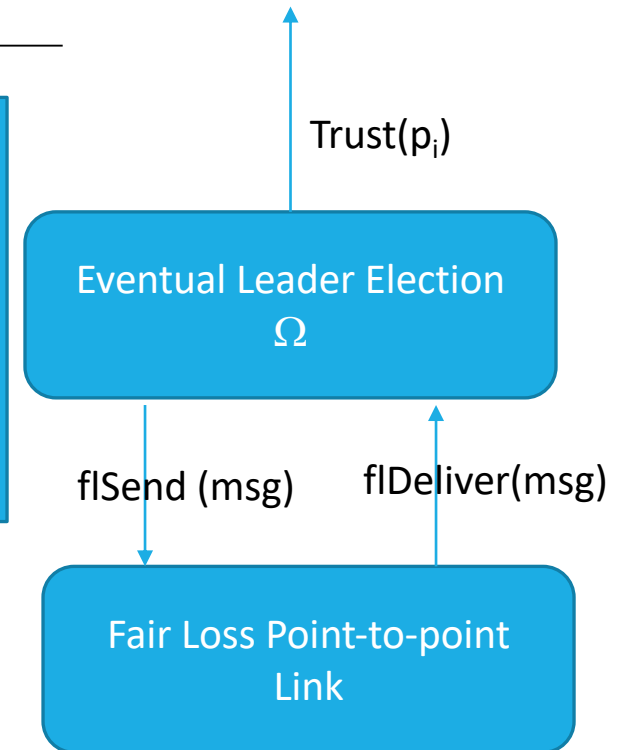 Trust(pᵢ)
Eventual Leader Election
Ω
flSend (msg)
flDeliver(msg)
Fair Loss Point-to-point
Link